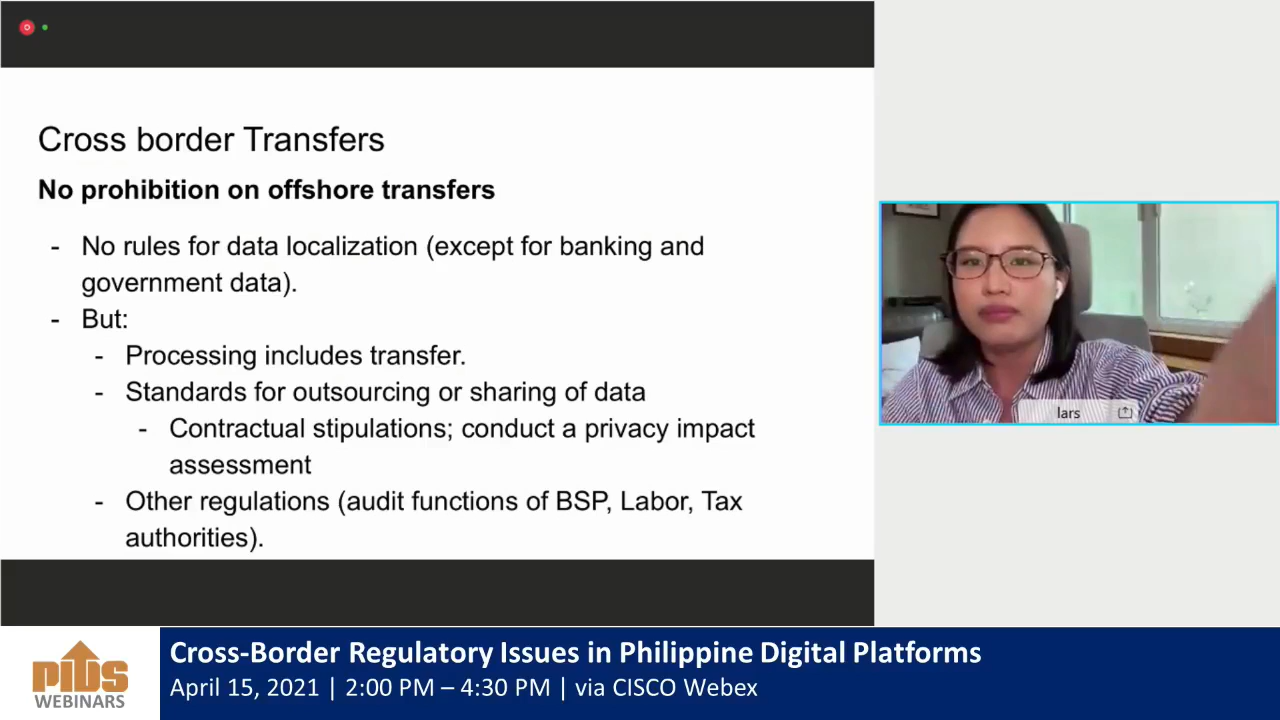 Cross border Transfers
No prohibition on offshore transfers
- No rules for data localization (except for banking and
government data).
- But:
- Processing includes transfer.
- Standards for outsourcing or sharing of data
- Contractual stipulations; conduct a privacy impact
assessment
- Other regulations (audit functions of BSP, Labor, Tax
authorities).
lars
PIDS
WEBINARS
Cross-Border Regulatory Issues in Philippine Digital Platforms
April 15, 2021 | 2:00 PM – 4:30 PM | via CISCO Webex